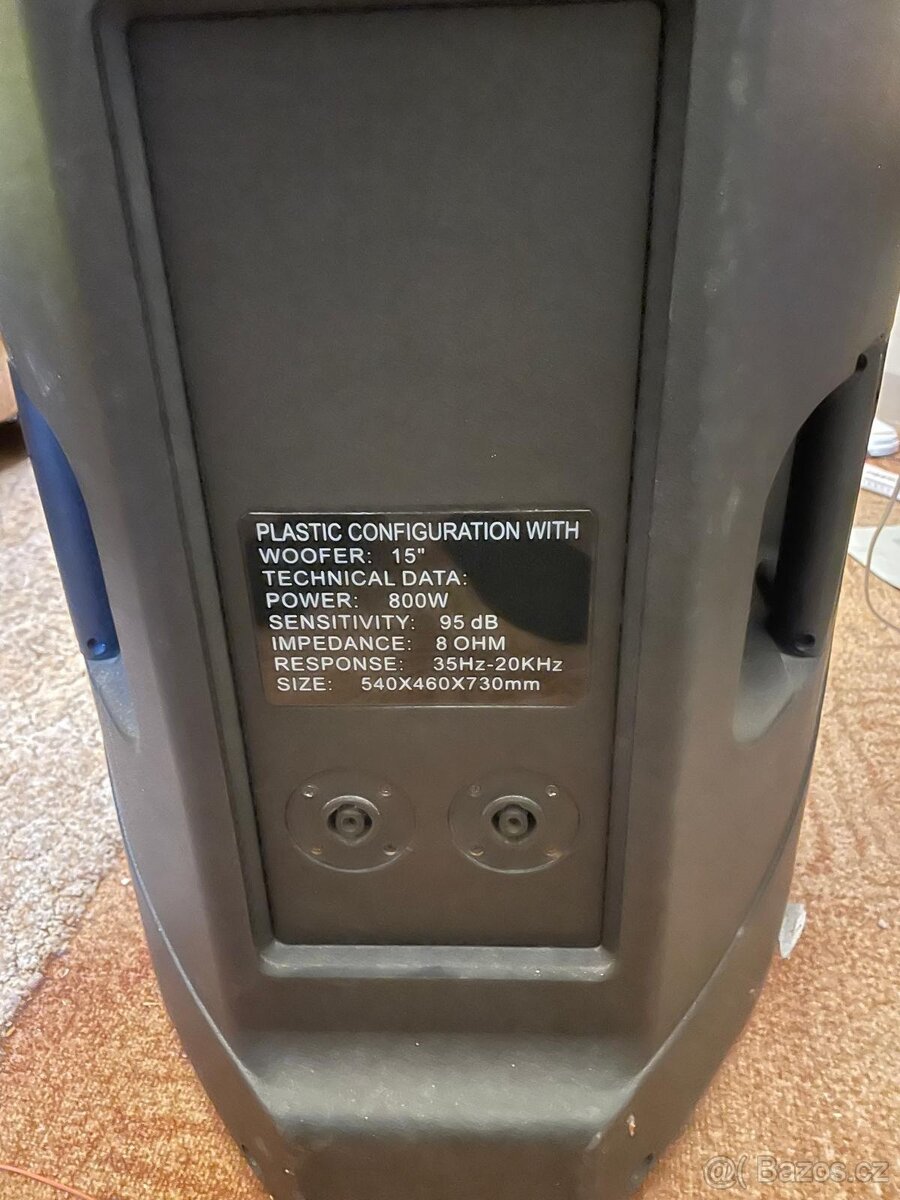 PLASTIC CONFIGURATION WITH
WOOFER: 15"
TECHNICAL DATA:
POWER: 800W
SENSITIVITY: 95 dB
IMPEDANCE: 8 OHM
RESPONSE: 35Hz-20KHz
SIZE: 540X460X730mm
@( Bazos.cz